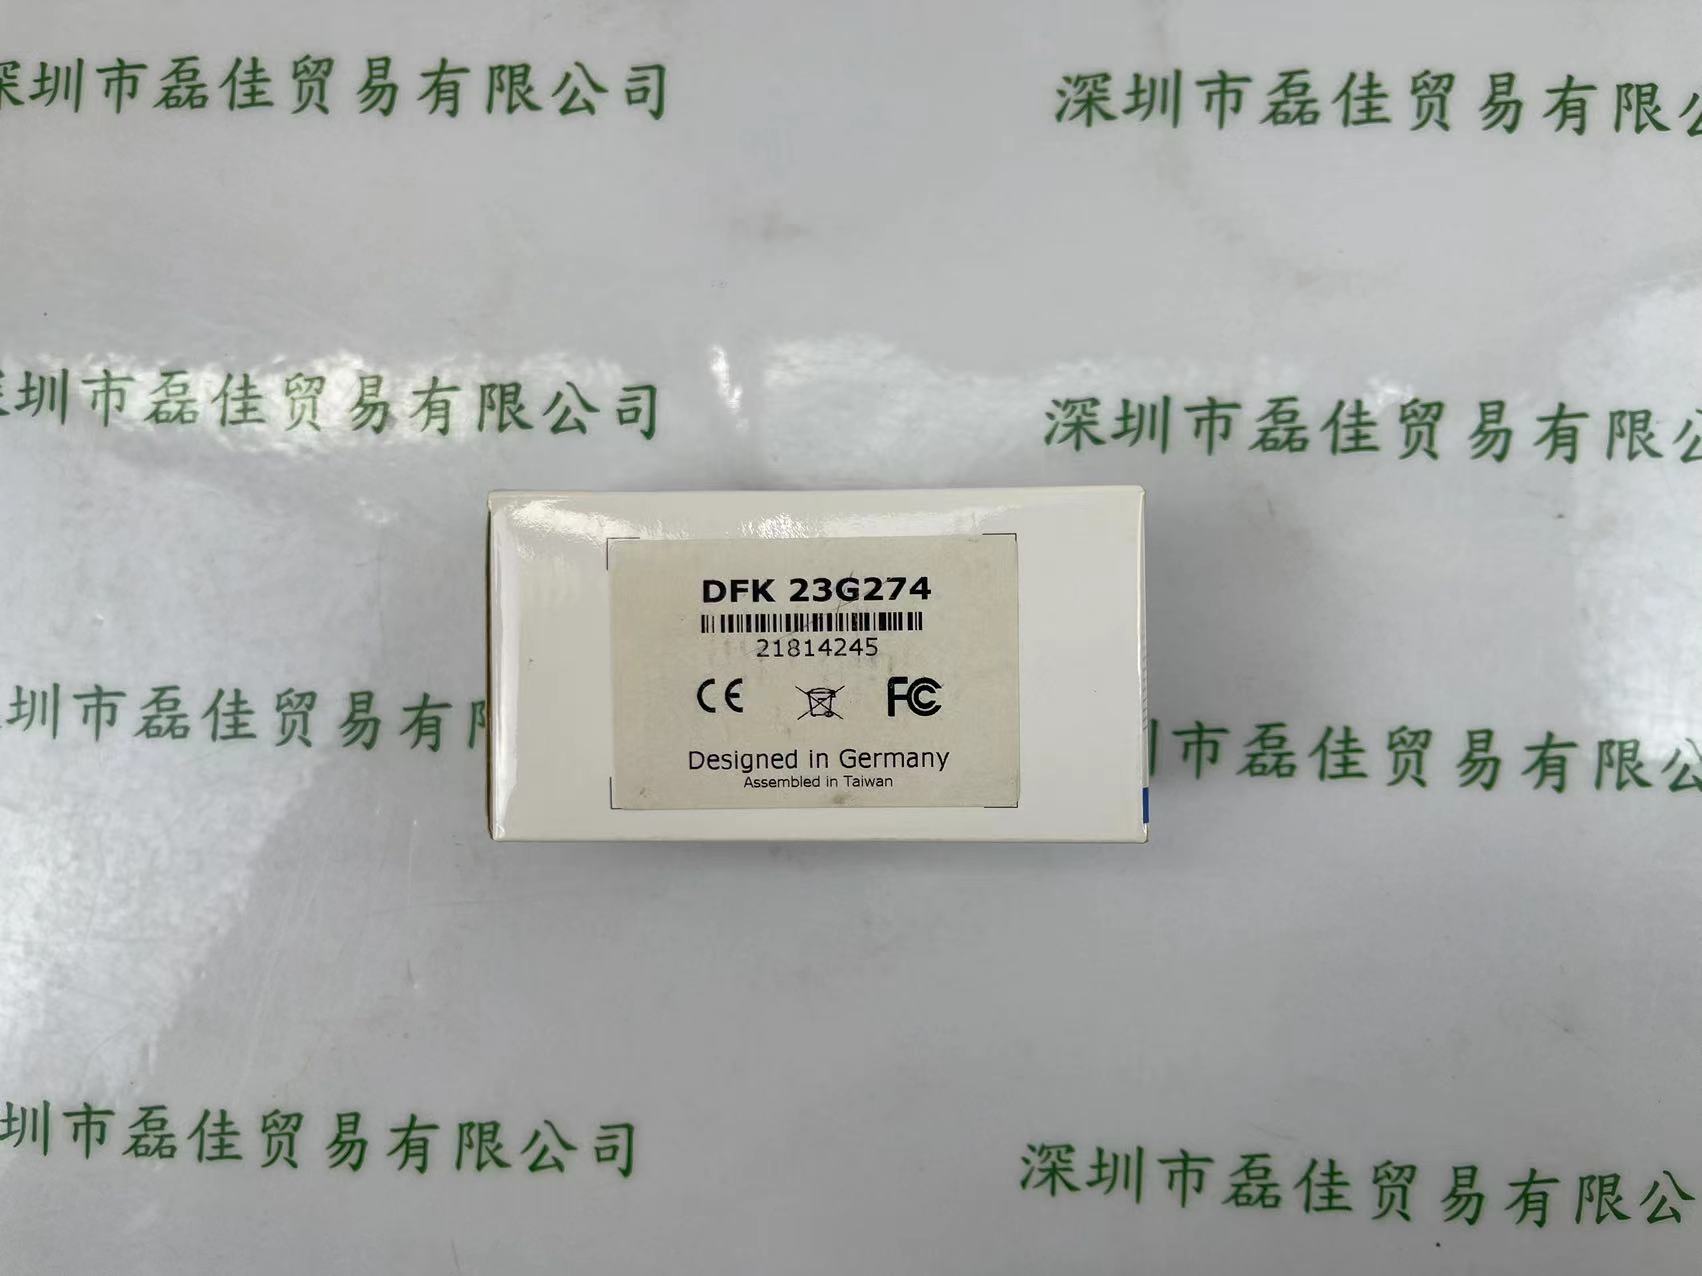 深圳市磊佳贸易有限公司
深圳市磊佳贸易有限
圳市磊佳贸易有限公司
深圳市磊佳贸易有限
DFK 23G274
21814245
CE
FC
Designed in Germany
Assembled in Taiwan
圳市磊佳贸易有
市磊佳贸易有限公
圳市磊佳贸易有限公司
深圳市磊佳贸易有限公